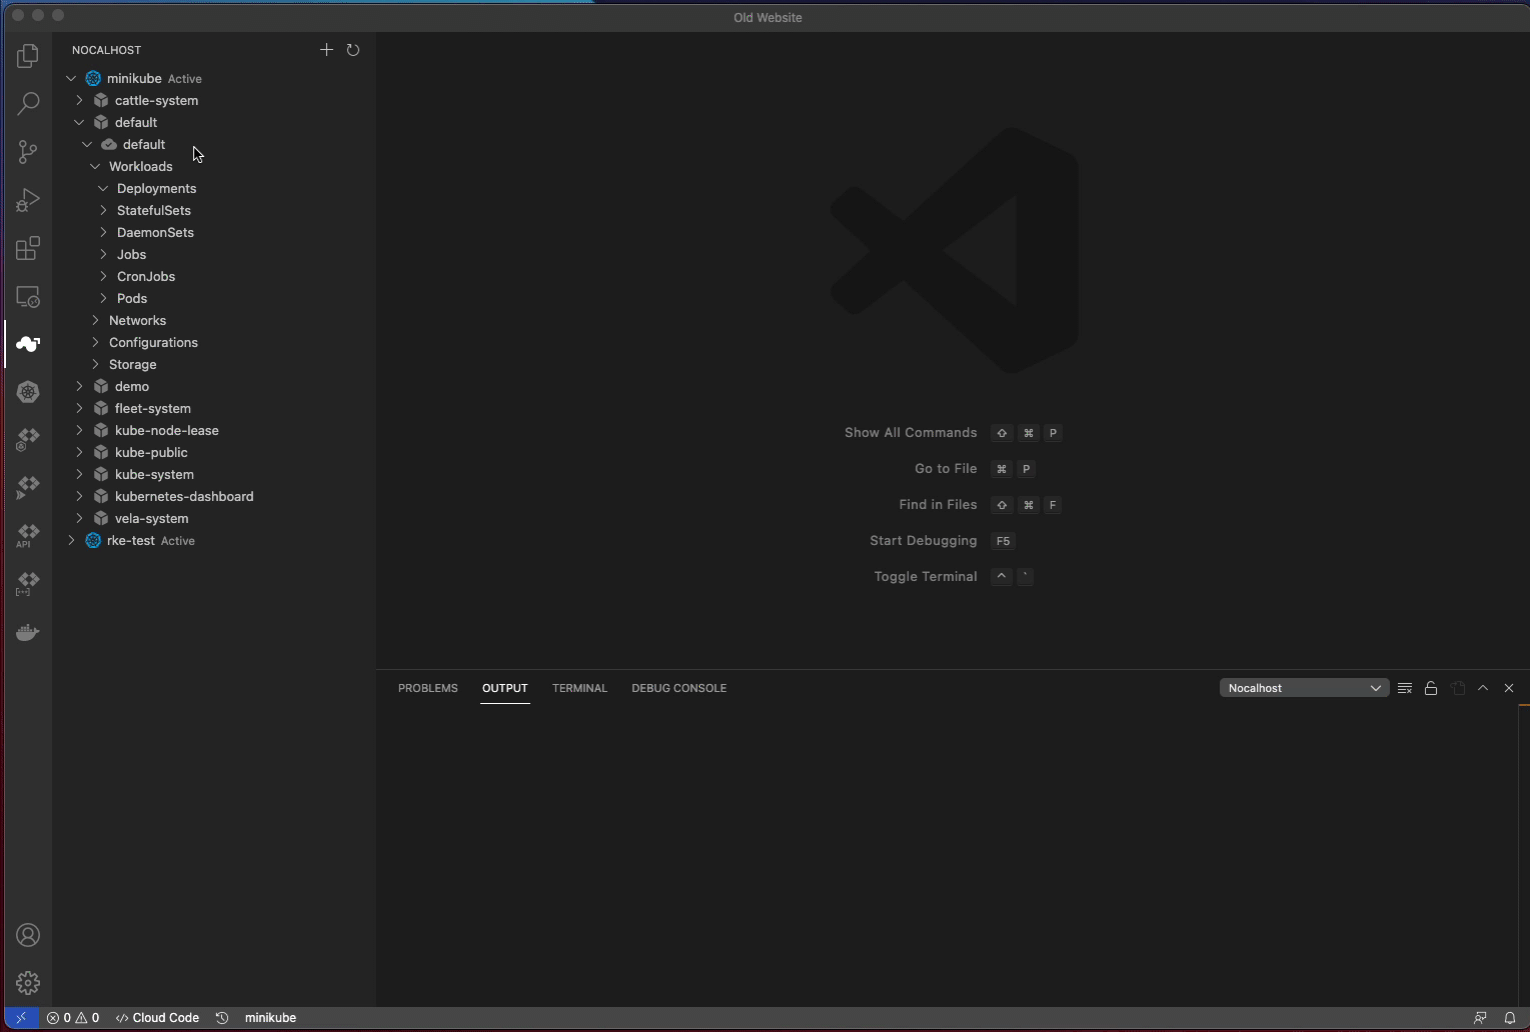 Old Website
NOCALHOST
minikube Active
cattle-system
default
default
Workloads
Deployments
StatefulSets
DaemonSets
Jobs
CronJobs
Pods
Networks
Configurations
Storage
demo
fleet-system
kube-node-lease
kube-public
kube-system
kubernetes-dashboard
vela-system
rke-test Active
API
Show All Commands ⇧ ⌘ P
Go to File ⌘ P
Find in Files ⇧ ⌘ F
Start Debugging F5
Toggle Terminal ^ `
PROBLEMS OUTPUT TERMINAL DEBUG CONSOLE Nocalhost
0 0 Cloud Code minikube